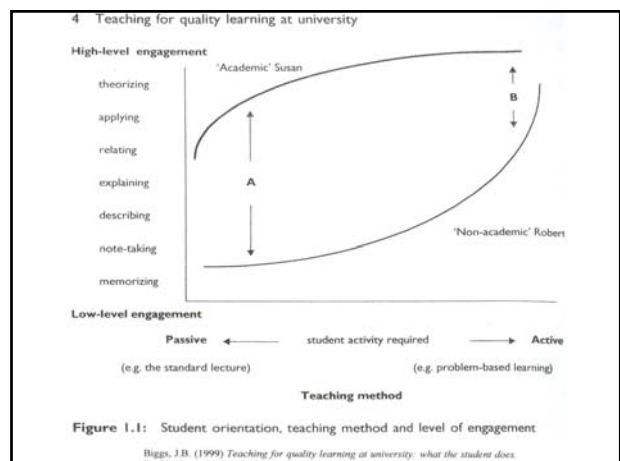 4 Teaching for quality learning at university
High-level engagement
'Academic' Susan
theorizing
B
applying
relating
explaining
A
describing
'Non-academic' Robert
note-taking
memorizing
Low-level engagement
Passive student activity required Active
(e.g. the standard lecture) (e.g. problem-based learning)
Teaching method
Figure 1.1: Student orientation, teaching method and level of engagement
Biggs, J.B. (1999) Teaching for quality learning at university: what the student does.